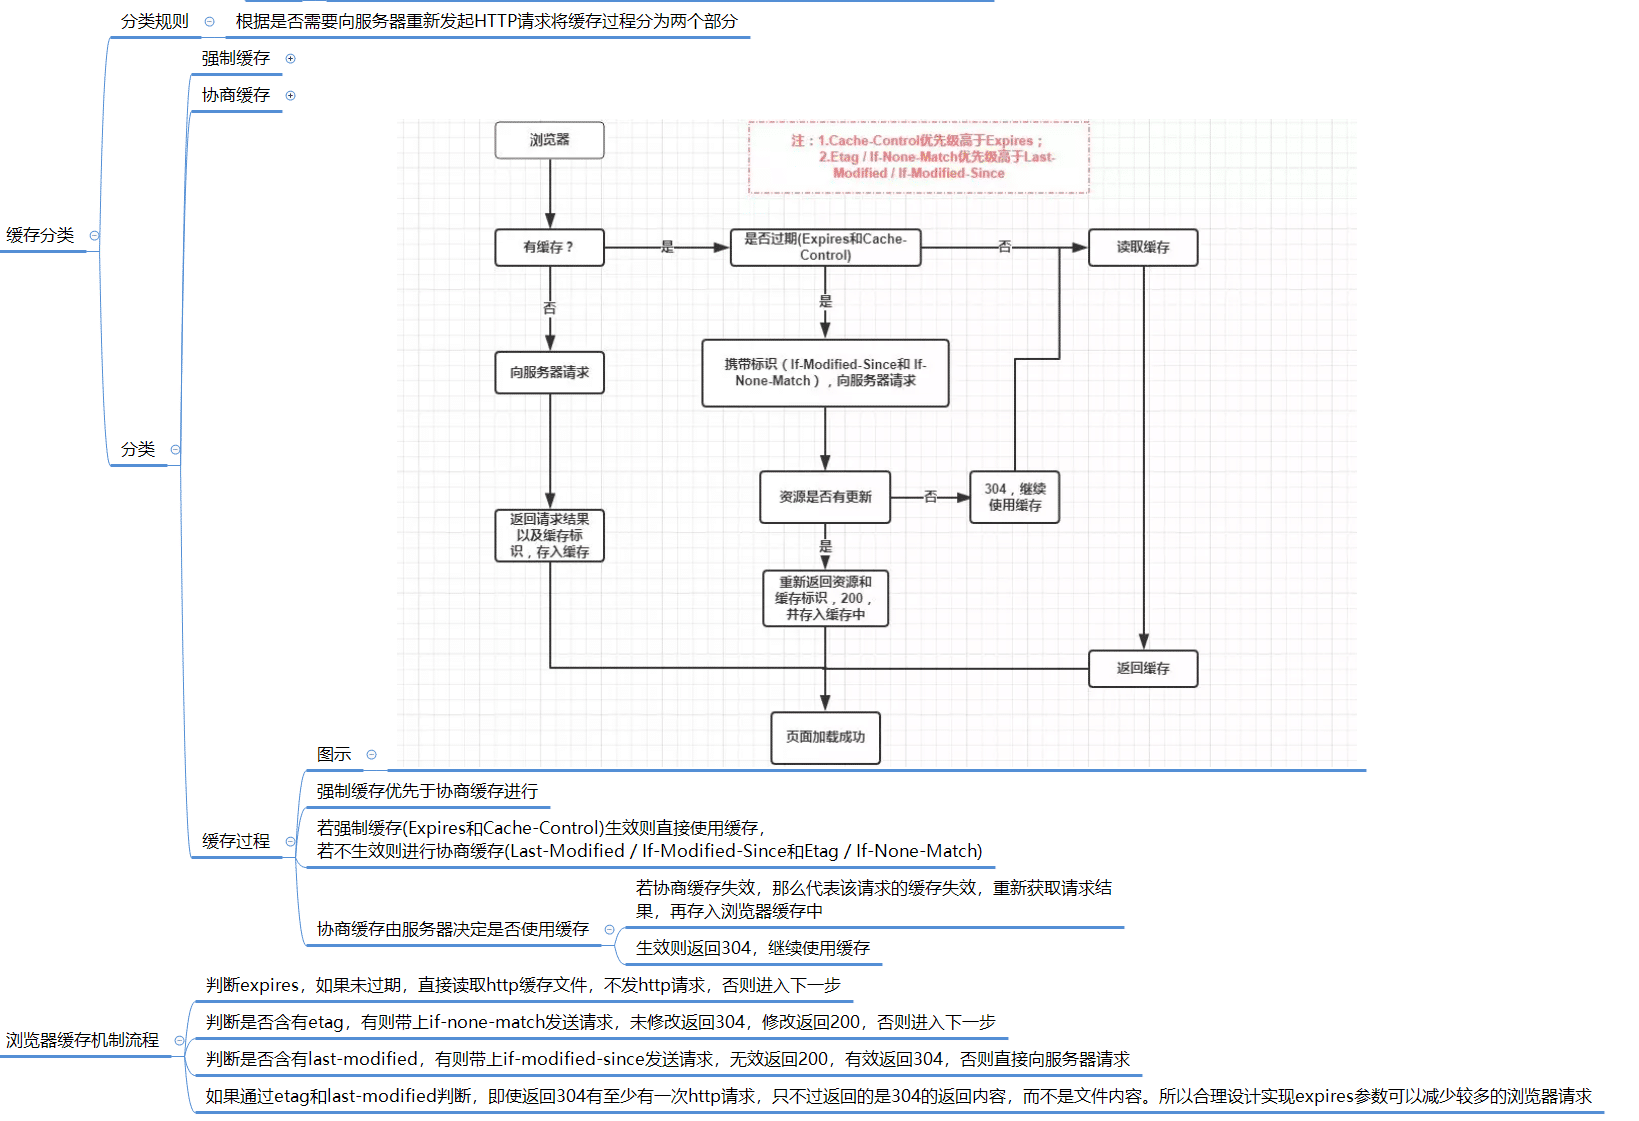 分类规则
根据是否需要向服务器重新发起HTTP请求将缓存过程分为两个部分
强制缓存
协商缓存
浏览器
注：1.Cache-Control优先级高于Expires；
2.Etag / If-None-Match优先级高于Last-
Modified / If-Modified-Since
缓存分类
有缓存？
是
是否过期(Expires和Cache-
Control)
否
读取缓存
否
是
向服务器请求
携带标识（If-Modified-Since和 If-
None-Match），向服务器请求
分类
资源是否有更新
否
304，继续
使用缓存
返回请求结果
以及缓存标
识，存入缓存
是
重新返回资源和
缓存标识，200，
并存入缓存中
返回缓存
页面加载成功
图示
强制缓存优先于协商缓存进行
缓存过程
若强制缓存(Expires和Cache-Control)生效则直接使用缓存，
若不生效则进行协商缓存(Last-Modified / If-Modified-Since和Etag / If-None-Match)
协商缓存由服务器决定是否使用缓存
若协商缓存失效，那么代表该请求的缓存失效，重新获取请求结
果，再存入浏览器缓存中
生效则返回304，继续使用缓存
浏览器缓存机制流程
判断expires，如果未过期，直接读取http缓存文件，不发http请求，否则进入下一步
判断是否含有etag，有则带上if-none-match发送请求，未修改返回304，修改返回200，否则进入下一步
判断是否含有last-modified，有则带上if-modified-since发送请求，无效返回200，有效返回304，否则直接向服务器请求
如果通过etag和last-modified判断，即使返回304有至少有一次http请求，只不过返回的是304的返回内容，而不是文件内容。所以合理设计实现expires参数可以减少较多的浏览器请求